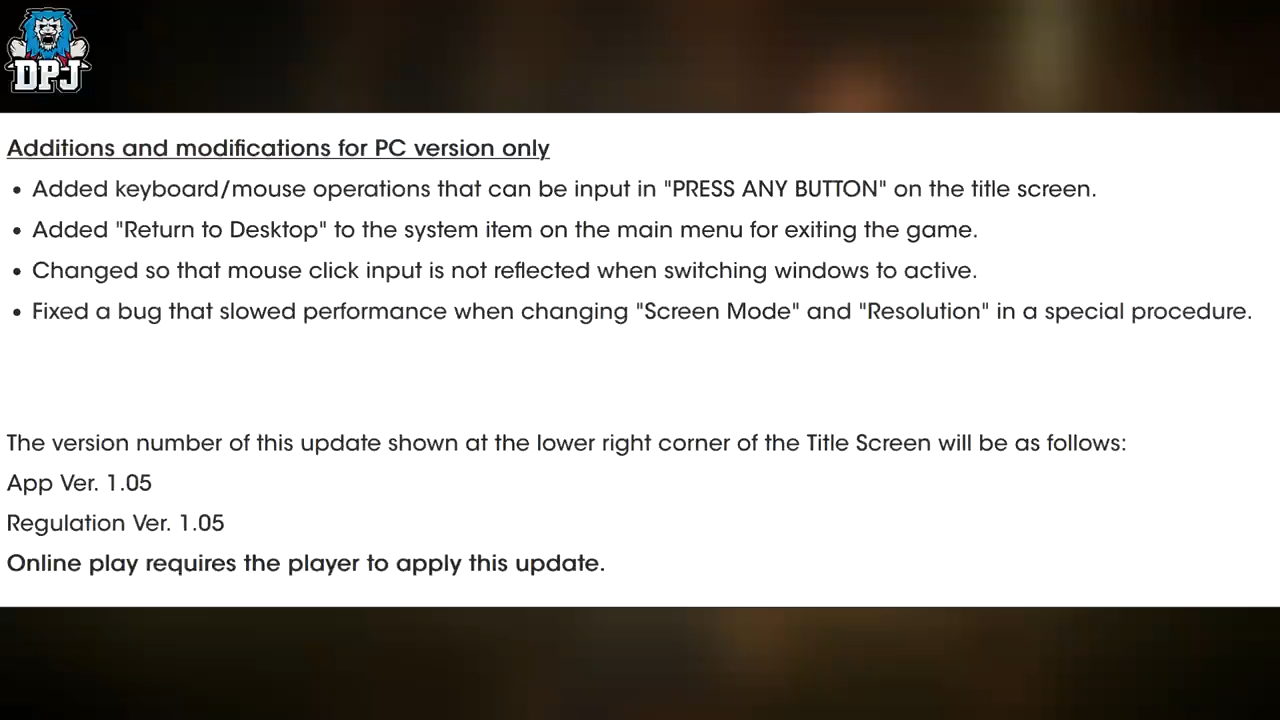 DPJ
Additions and modifications for PC version only
• Added keyboard/mouse operations that can be input in "PRESS ANY BUTTON" on the title screen.
• Added "Return to Desktop" to the system item on the main menu for exiting the game.
• Changed so that mouse click input is not reflected when switching windows to active.
• Fixed a bug that slowed performance when changing "Screen Mode" and "Resolution" in a special procedure.
The version number of this update shown at the lower right corner of the Title Screen will be as follows:
App Ver. 1.05
Regulation Ver. 1.05
Online play requires the player to apply this update.